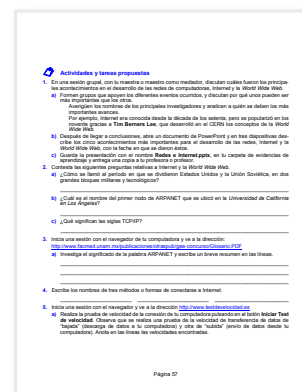 Actividades y tareas propuestas
1. En una sesión grupal, con tu maestra o maestro como mediador, discutan cuáles fueron los principa-
les acontecimientos en el desarrollo de las redes de computadoras, Internet y la World Wide Web.
a) Formen grupos que apoyen los diferentes eventos ocurridos, y discutan por qué unos pueden ser
más importantes que los otros.
Averigüen los nombres de los principales investigadores y analicen a quién se deben los más
importantes avances.
Por ejemplo, Internet era conocida desde la década de los setenta, pero se popularizó en los
noventa gracias a Tim Berners Lee, que desarrolló en el CERN los conceptos de la World
Wide Web.
b) Después de llegar a conclusiones, abre un documento de PowerPoint y en tres diapositivas des-
cribe los cinco acontecimientos más importantes para el desarrollo de las redes, Internet y la
World Wide Web, con la fecha en que se dieron éstos.
c) Guarda la presentación con el nombre Redes e Internet.pptx, en tu carpeta de evidencias de
aprendizaje y entrega una copia a tu profesora o profesor.
2. Contesta las siguientes preguntas relativas a Internet y la World Wide Web.
a) ¿Cómo se llamó al período en que se dividieron Estados Unidos y la Unión Soviética, en dos
grandes bloques militares y tecnológicos?
b) ¿Cuál es el nombre del primer nodo de ARPANET que se ubicó en la Universidad de California
en Los Ángeles?
c) ¿Qué significan las siglas TCP/IP?
3. Inicia una sesión con el navegador de tu computadora y ve a la dirección:
http://www.facmed.unam.mx/publicaciones/otraspub/gea-concurso/Glosario.PDF
a) Investiga el significado de la palabra ARPANET y escribe un breve resumen en las líneas.
4. Escribe los nombres de tres métodos o formas de conectarse a Internet.
5. Inicia una sesión con el navegador y ve a la dirección http://www.testdevelocidad.es
a) Realiza la prueba de velocidad de la conexión de tu computadora pulsando en el botón Iniciar Test
de velocidad. Observa que se realiza una prueba de la velocidad de transferencia de datos de
"bajada" (descarga de datos a tu computadora) y otra de "subida" (envío de datos desde tu
computadora). Anota en las líneas las velocidades encontradas.
Página 57